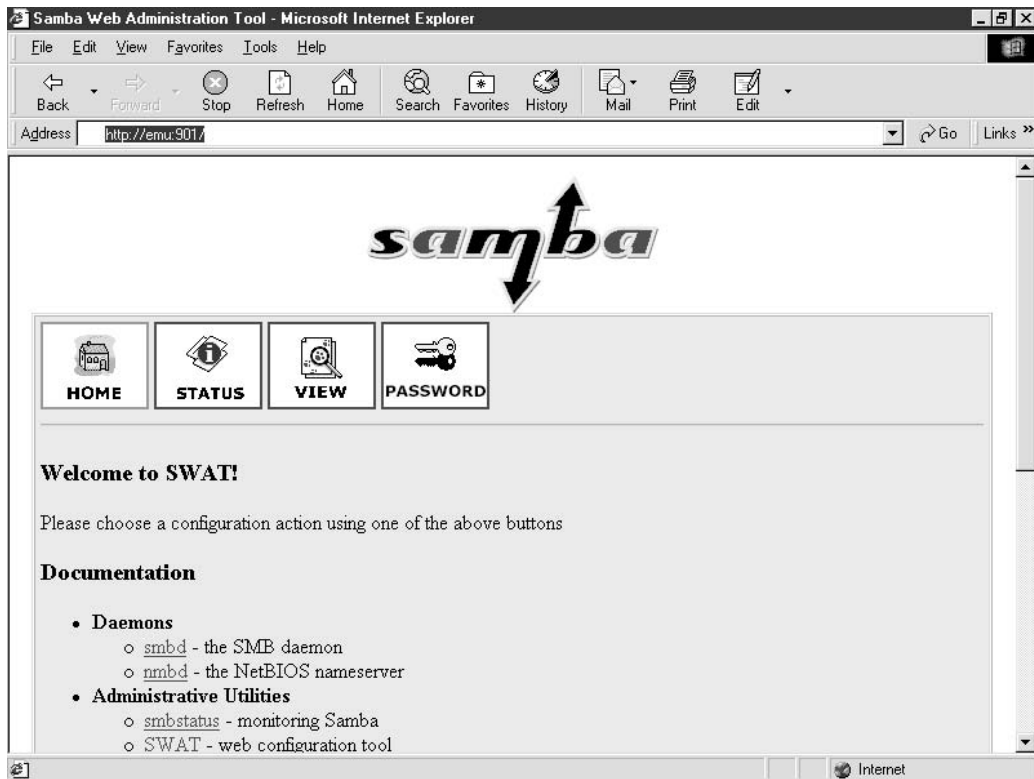 Samba Web Administration Tool - Microsoft Internet Explorer
File Edit View Favorites Tools Help
Back Forward Stop Refresh Home Search Favorites History Mail Print Edit
Address http://emu:901/ Go Links »
samba
HOME STATUS VIEW PASSWORD
Welcome to SWAT!
Please choose a configuration action using one of the above buttons
Documentation
• Daemons
o smbd - the SMB daemon
o nmbd - the NetBIOS nameserver
• Administrative Utilities
o smbstatus - monitoring Samba
o SWAT - web configuration tool
Internet